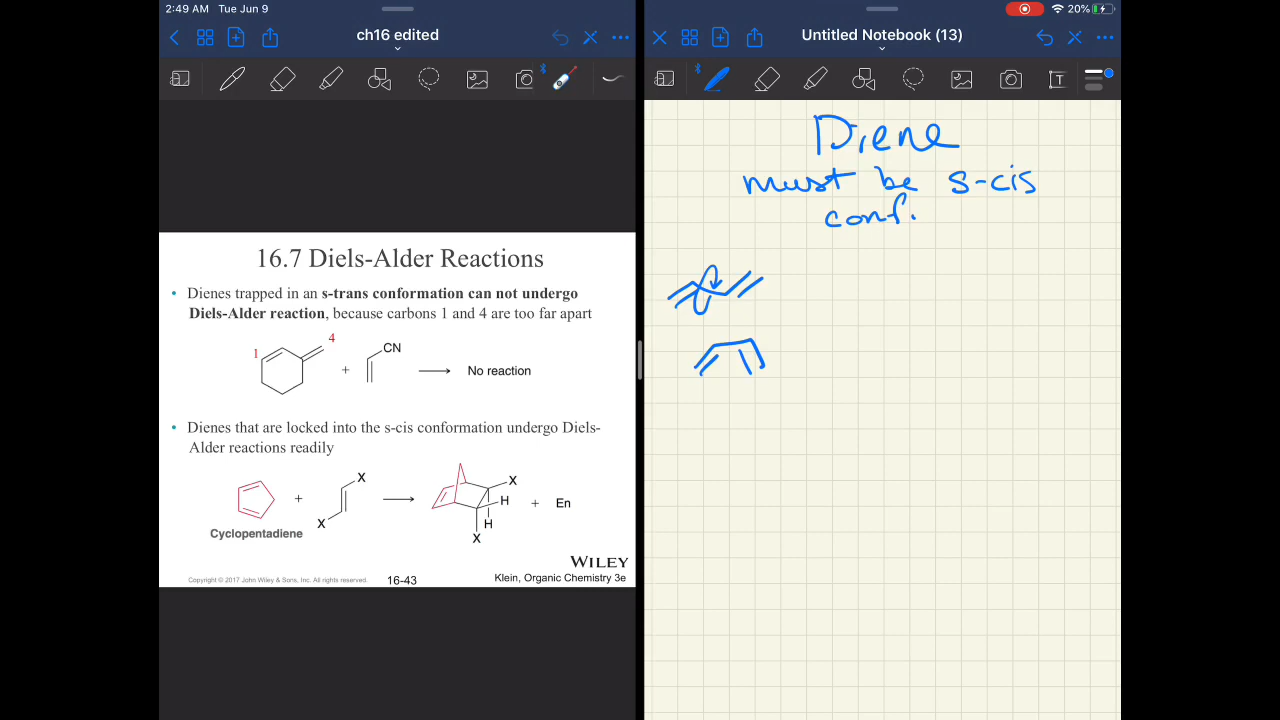 2:49 AM Tue Jun 9
20%
ch16 edited
Untitled Notebook (13)
16.7 Diels-Alder Reactions
• Dienes trapped in an s-trans conformation can not undergo
Diels-Alder reaction, because carbons 1 and 4 are too far apart
1
4
+
CN
No reaction
• Dienes that are locked into the s-cis conformation undergo Diels-
Alder reactions readily
Cyclopentadiene
+
X
X
X
H
H
X
+ En
WILEY
Copyright © 2017 John Wiley & Sons, Inc. All rights reserved.
16-43
Klein, Organic Chemistry 3e
Diene
must be s-cis
conf.